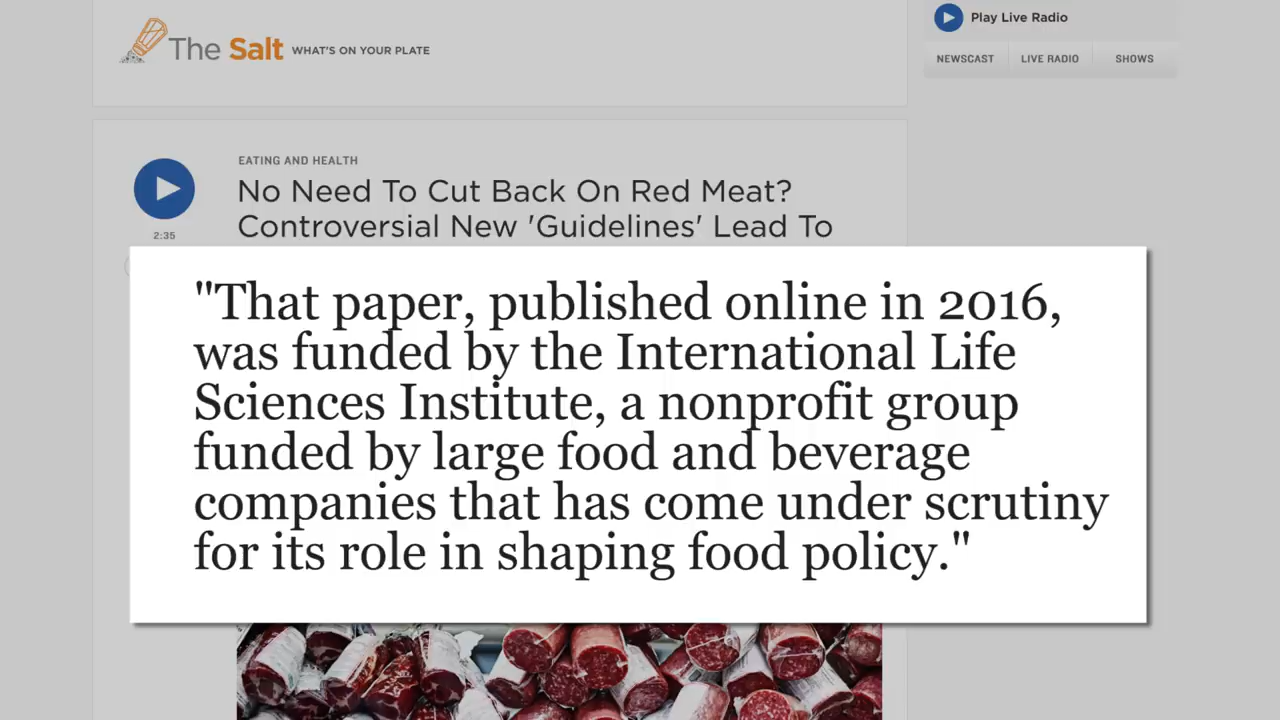 The Salt WHAT'S ON YOUR PLATE
Play Live Radio
NEWSCAST LIVE RADIO SHOWS
EATING AND HEALTH
No Need To Cut Back On Red Meat?
Controversial New 'Guidelines' Lead To
2:35
"That paper, published online in 2016,
was funded by the International Life
Sciences Institute, a nonprofit group
funded by large food and beverage
companies that has come under scrutiny
for its role in shaping food policy."